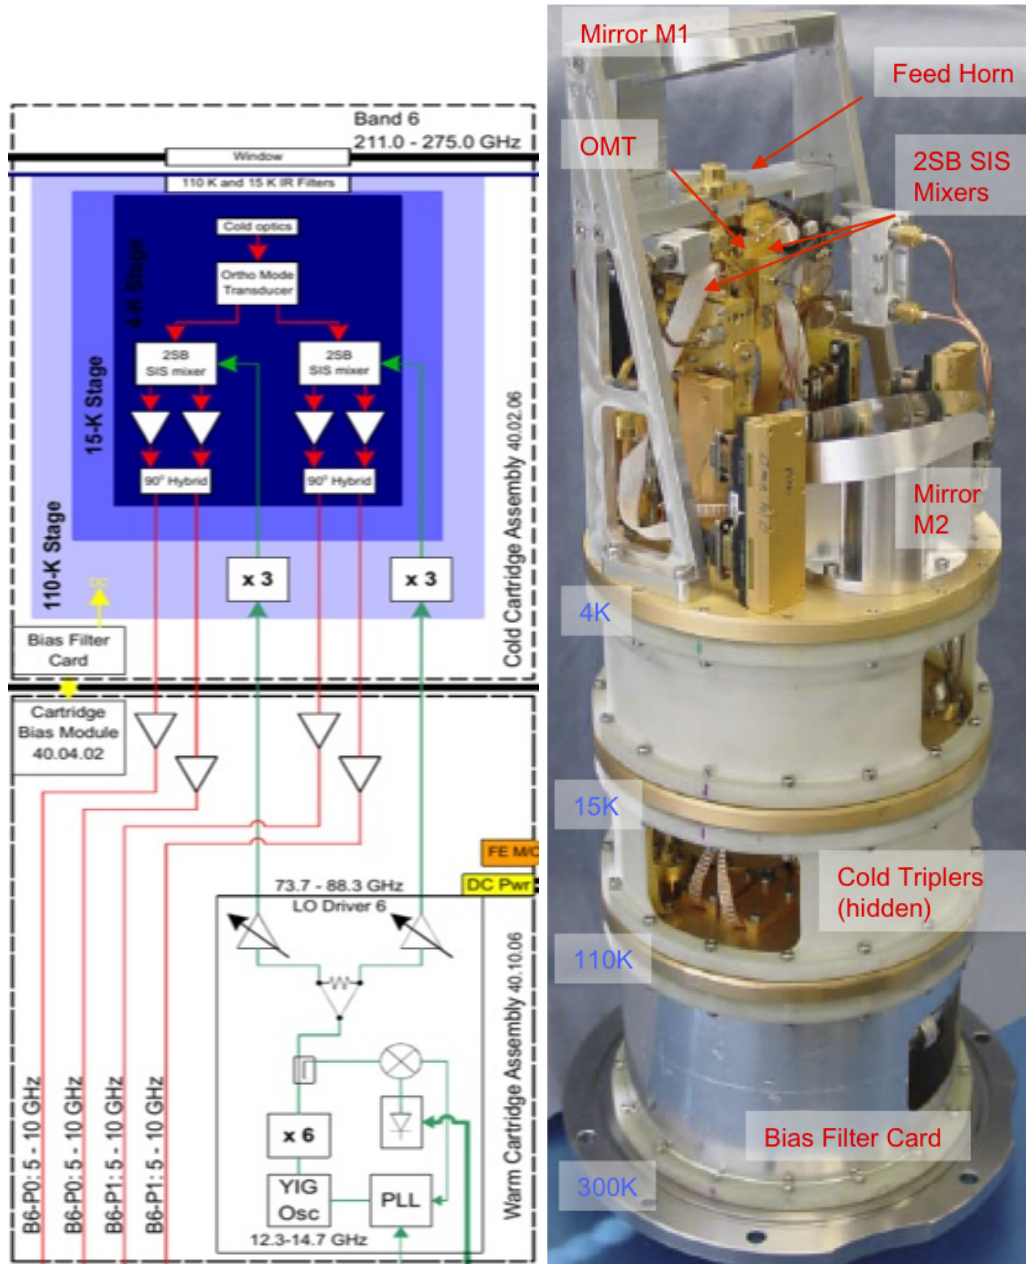 Band 6
211.0 - 275.0 GHz
Window
110 K and 15 K IR Filters
Cold optics
Ortho Mode
Transducer
4-K Stage
2SB
SIS mixer
2SB
SIS mixer
15-K Stage
90° Hybrid
90° Hybrid
110-K Stage
x 3
x 3
DC
Bias Filter
Card
Cold Cartridge Assembly 40.02.06
Cartridge
Bias Module
40.04.02
FE M/C
DC Pwr
73.7 - 88.3 GHz
LO Driver 6
x 6
YIG
Osc
PLL
12.3-14.7 GHz
B6-P0: 5 - 10 GHz
B6-P0: 5 - 10 GHz
B6-P1: 5 - 10 GHz
B6-P1: 5 - 10 GHz
Warm Cartridge Assembly 40.10.06
Mirror M1
Feed Horn
OMT
2SB SIS
Mixers
Mirror
M2
4K
15K
Cold Triplers
(hidden)
110K
Bias Filter Card
300K